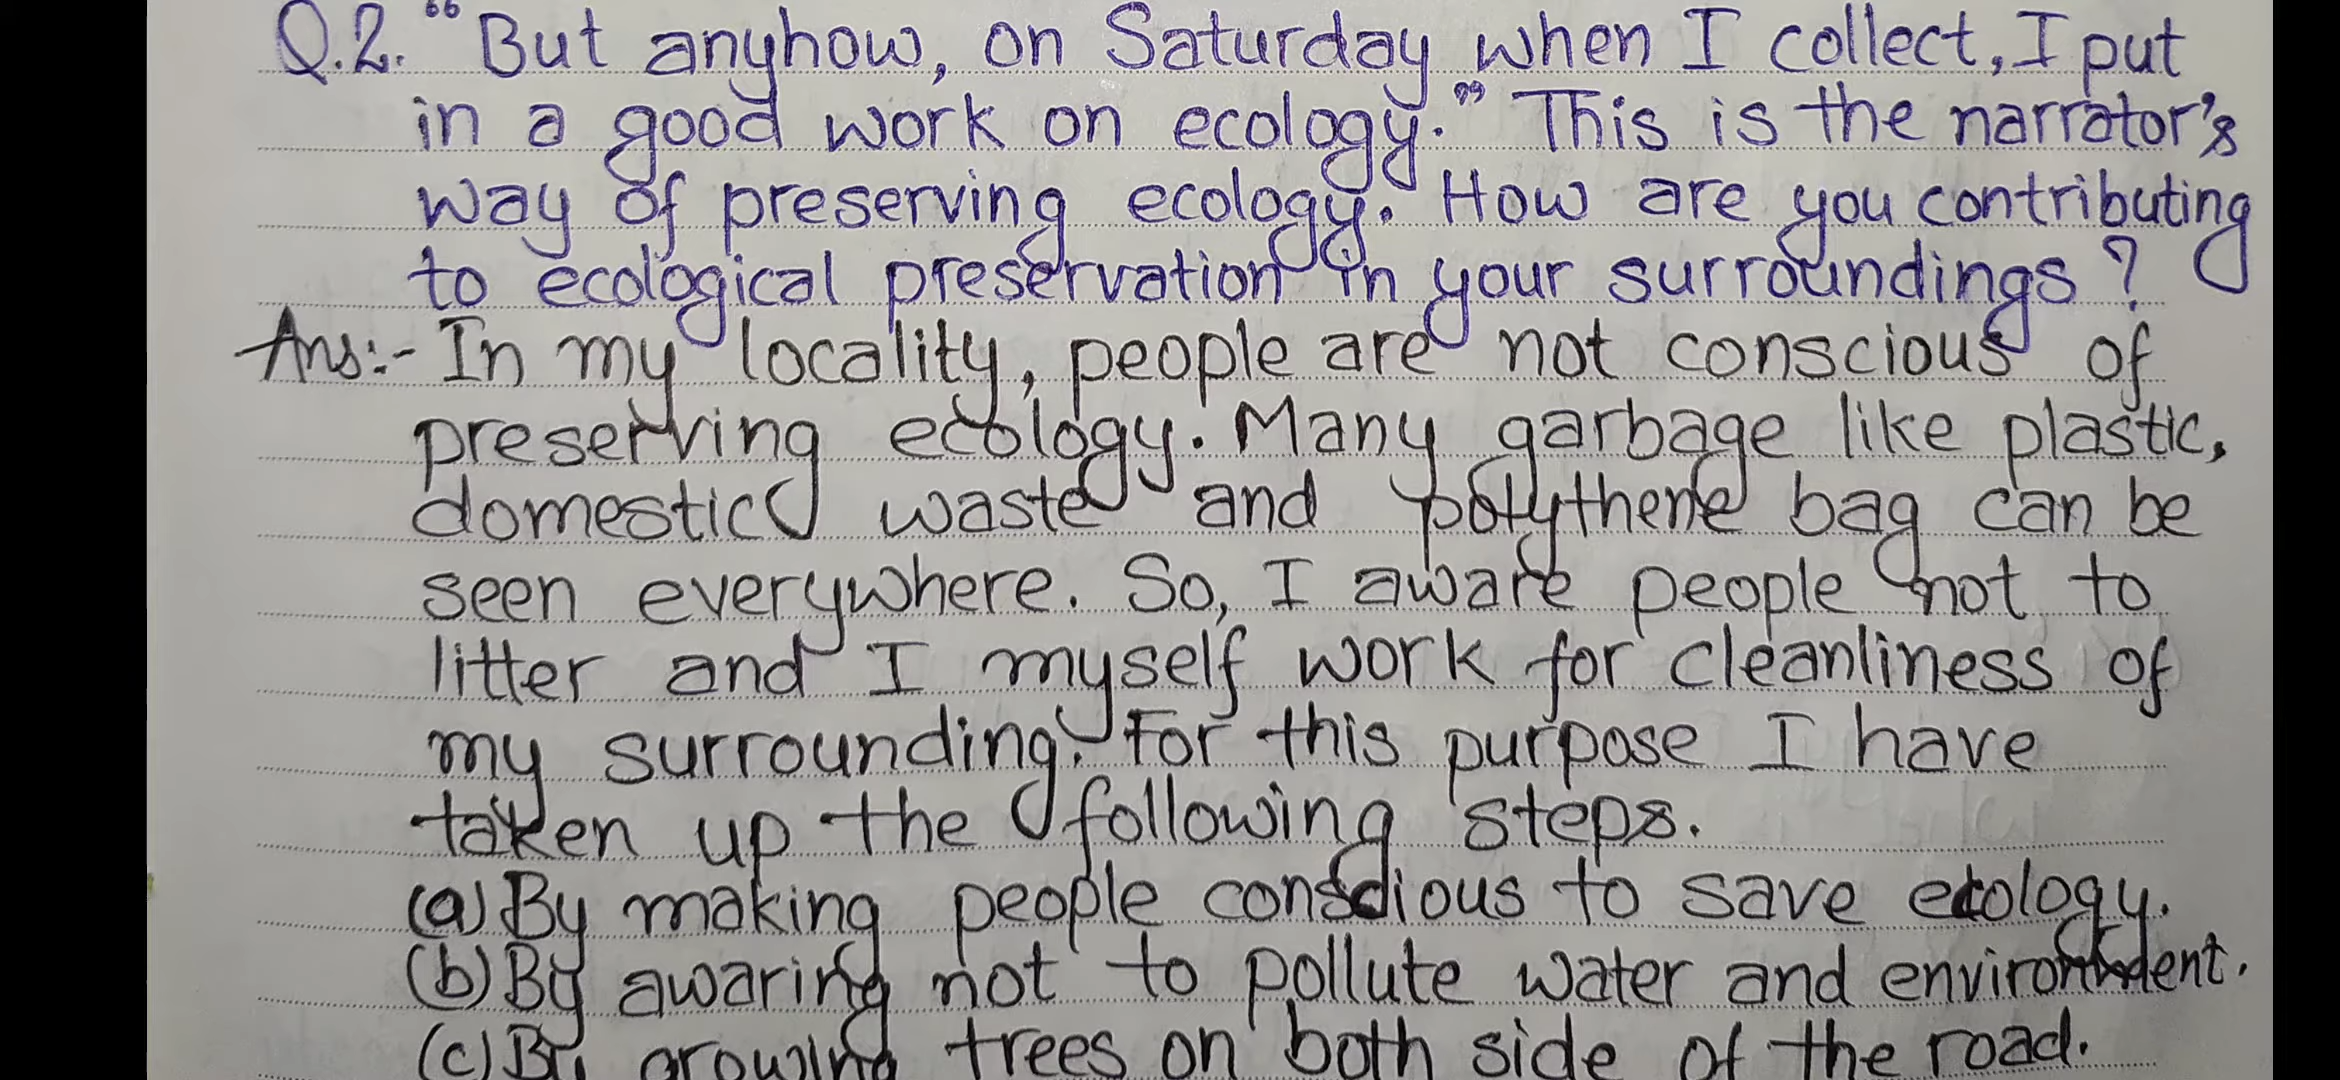 Q.2. "But anyhow, on Saturday when I collect, I put
in a good work on ecology." This is the narrator's
way of preserving ecology. How are you contributing
to ecological preservation in your surroundings?
Ans:- In my locality, people are not conscious of
preserving ecology. Many garbage like plastic,
domestic waste and polythene bag can be
seen everywhere. So, I aware people not to
litter and I myself work for cleanliness of
my surrounding. For this purpose I have
taken up the following steps.
(a) By making people conscious to save ecology.
(b) By awaring not to pollute water and environment.
(c) By growing trees on both side of the road.